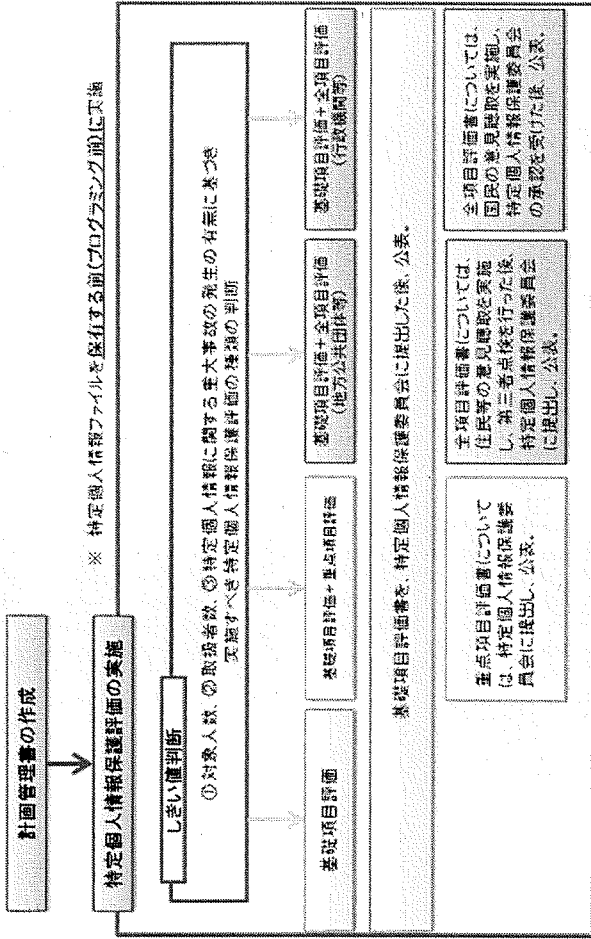 計画管理書の作成
特定個人情報保護評価の実施
※ 特定個人情報ファイルを保有する前(プログラミング前)に実施
しきい値判断
①対象人数、②取扱者数、③特定個人情報に関する重大事故の発生の有無に基づき
実施すべき特定個人情報保護評価の種類の判断
基礎項目評価
基礎項目評価+重点項目評価
基礎項目評価+全項目評価
(地方公共団体等)
基礎項目評価+全項目評価
(行政機関等)
基礎項目評価書を、特定個人情報保護委員会に提出した後、公表。
重点項目評価書について
は、特定個人情報保護委
員会に提出し、公表。
全項目評価書については、
住民等の意見聴取を実施
し、第三者点検を行った後、
特定個人情報保護委員会
に提出し、公表。
全項目評価書については、
国民の意見聴取を実施し、
特定個人情報保護委員会
の承認を受けた後、公表。